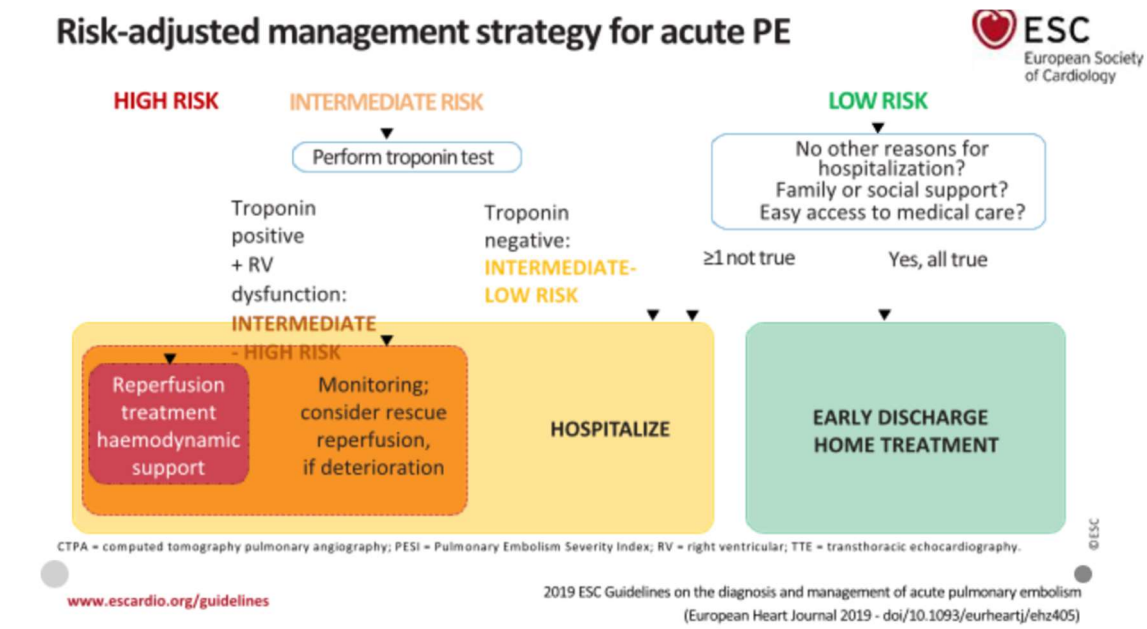 Risk-adjusted management strategy for acute PE
ESC
European Society
of Cardiology
HIGH RISK
INTERMEDIATE RISK
LOW RISK
Perform troponin test
No other reasons for
hospitalization?
Family or social support?
Easy access to medical care?
Troponin
positive
+ RV
dysfunction:
INTERMEDIATE
- HIGH RISK
Troponin
negative:
INTERMEDIATE-
LOW RISK
≥1 not true
Yes, all true
Reperfusion
treatment
haemodynamic
support
Monitoring;
consider rescue
reperfusion,
if deterioration
HOSPITALIZE
EARLY DISCHARGE
HOME TREATMENT
©ESC
CTPA = computed tomography pulmonary angiography; PESI = Pulmonary Embolism Severity Index; RV = right ventricular; TTE = transthoracic echocardiography.
www.escardio.org/guidelines
2019 ESC Guidelines on the diagnosis and management of acute pulmonary embolism
(European Heart Journal 2019 - doi/10.1093/eurheartj/ehz405)